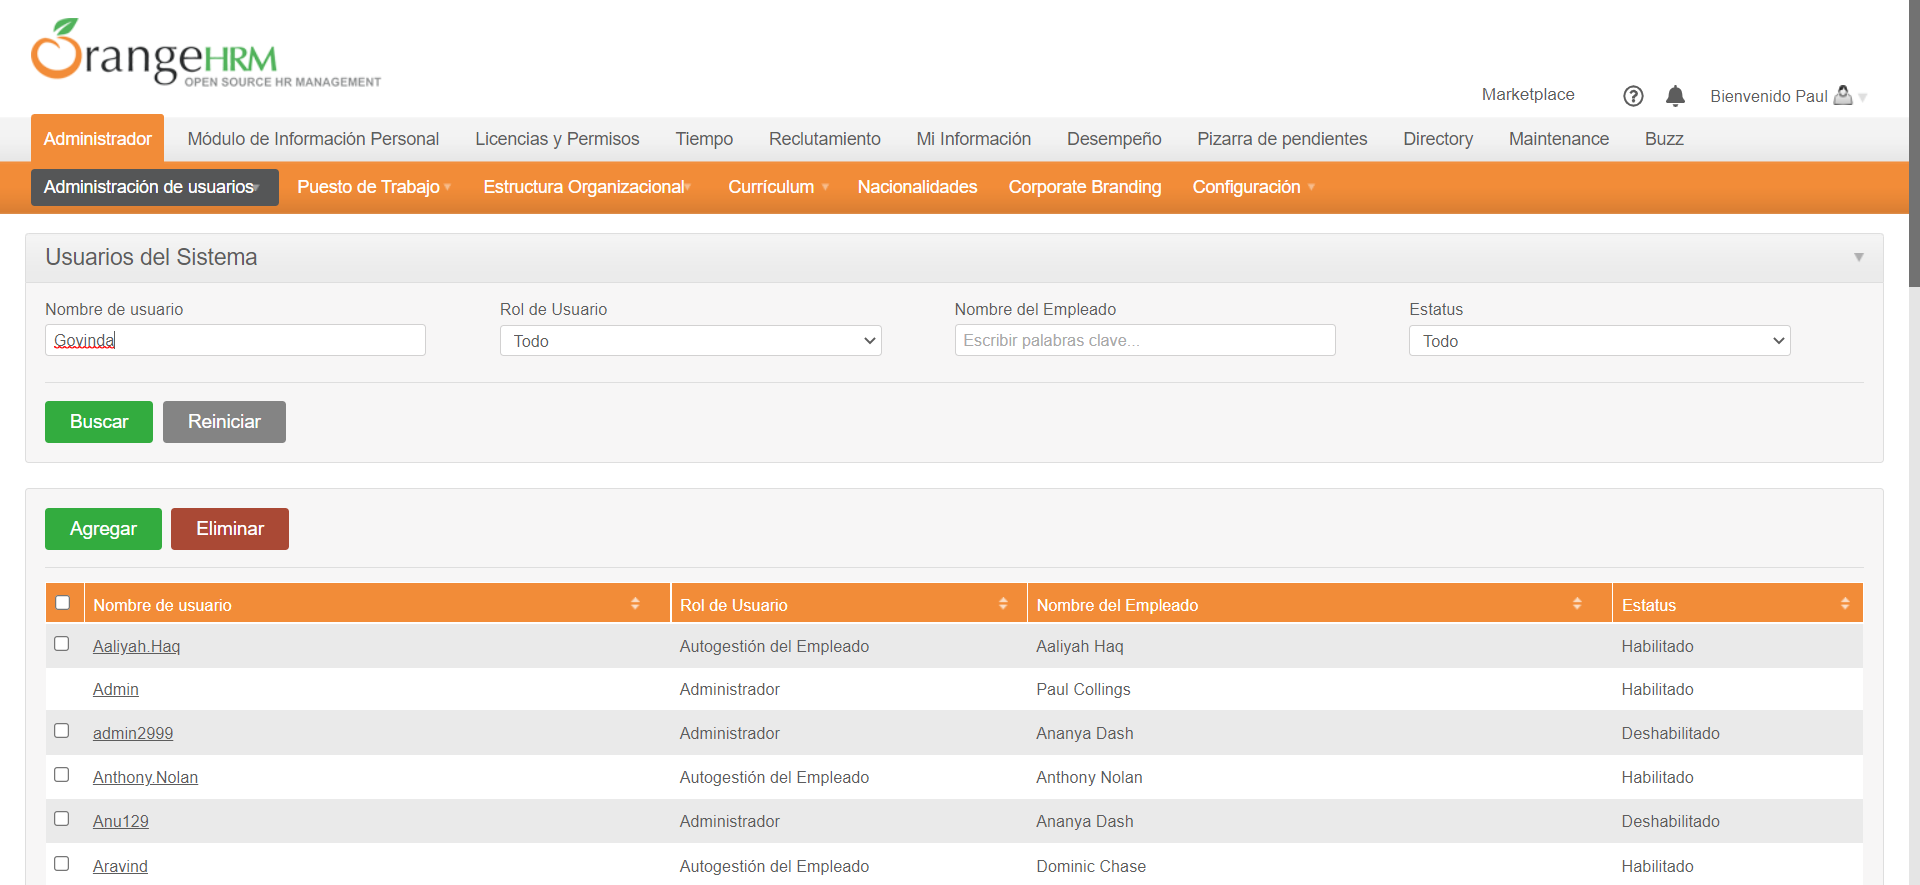 OrangeHRM
OPEN SOURCE HR MANAGEMENT
Marketplace
Bienvenido Paul
Administrador Módulo de Información Personal Licencias y Permisos Tiempo Reclutamiento Mi Información Desempeño Pizarra de pendientes Directory Maintenance Buzz
Administración de usuarios Puesto de Trabajo Estructura Organizacional Currículum Nacionalidades Corporate Branding Configuración
Usuarios del Sistema
Nombre de usuario Rol de Usuario Nombre del Empleado Estatus
Govinda Todo Escribir palabras clave... Todo
Buscar Reiniciar
Agregar Eliminar
Nombre de usuario Rol de Usuario Nombre del Empleado Estatus
Aaliyah.Haq Autogestión del Empleado Aaliyah Haq Habilitado
Admin Administrador Paul Collings Habilitado
admin2999 Administrador Ananya Dash Deshabilitado
Anthony.Nolan Autogestión del Empleado Anthony Nolan Habilitado
Anu129 Administrador Ananya Dash Deshabilitado
Aravind Autogestión del Empleado Dominic Chase Habilitado